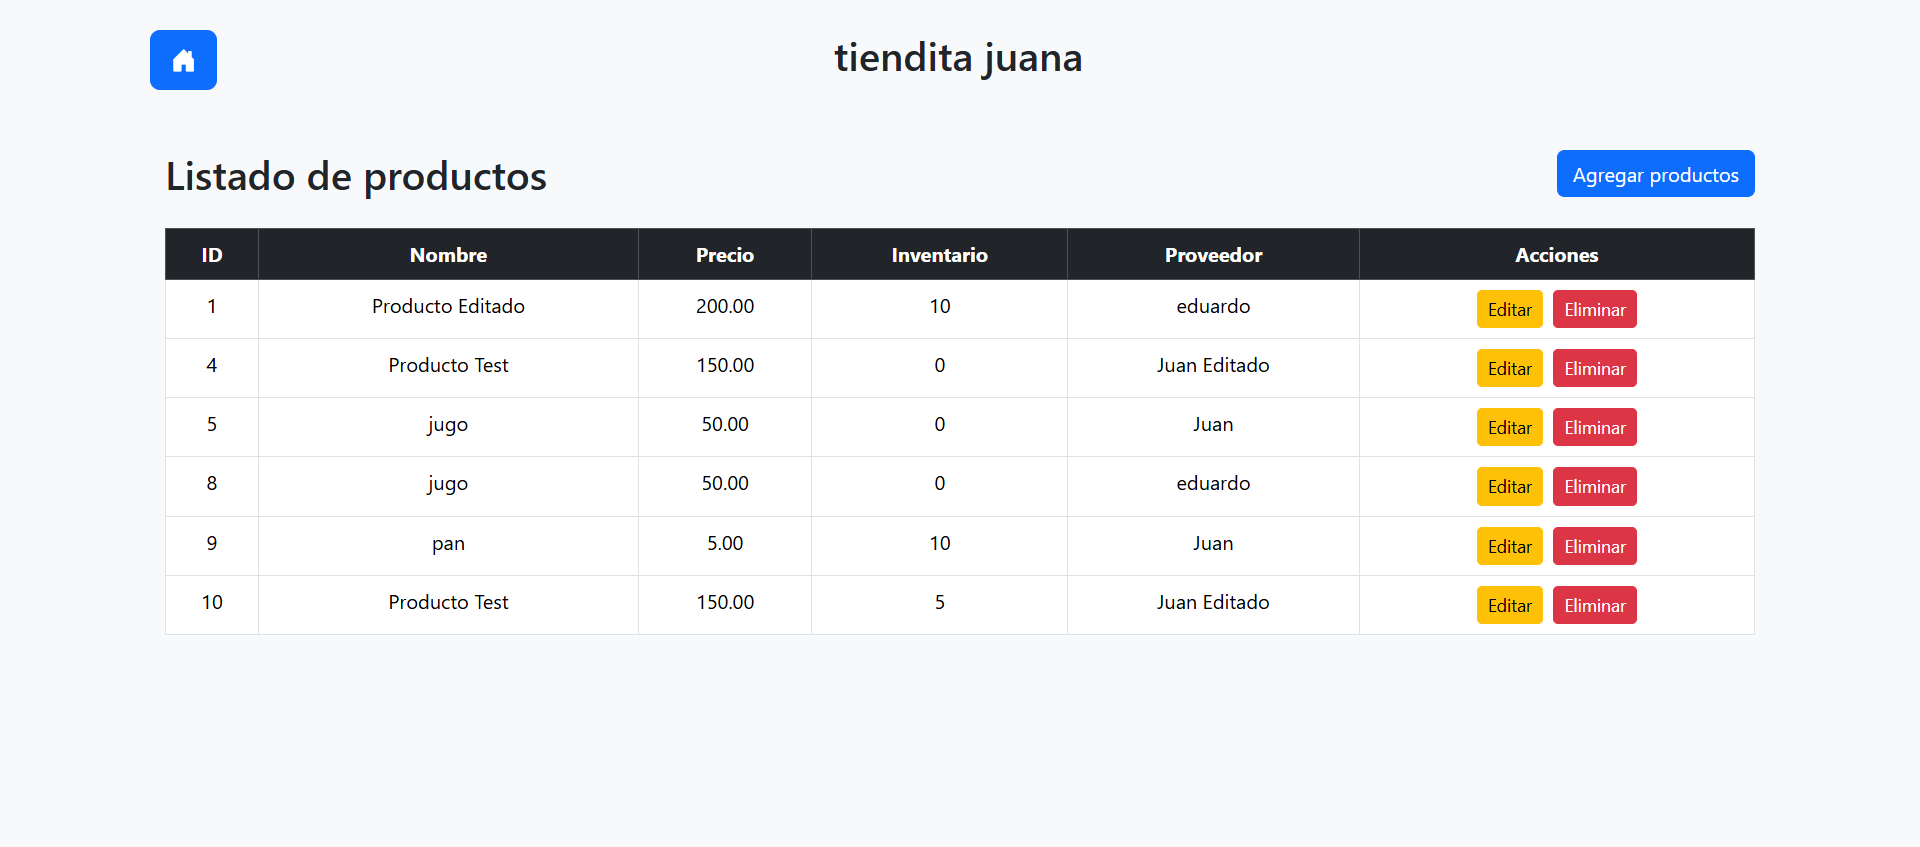 tiendita juana
Listado de productos
Agregar productos
ID Nombre Precio Inventario Proveedor Acciones
1 Producto Editado 200.00 10 eduardo Editar Eliminar
4 Producto Test 150.00 0 Juan Editado Editar Eliminar
5 jugo 50.00 0 Juan Editar Eliminar
8 jugo 50.00 0 eduardo Editar Eliminar
9 pan 5.00 10 Juan Editar Eliminar
10 Producto Test 150.00 5 Juan Editado Editar Eliminar